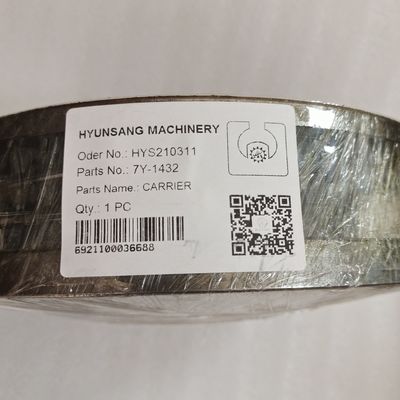 HYUNSANG MACHINERY
Oder No.: HYS210311
Parts No.: 7Y-1432
Parts Name.: CARRIER
Qty.: 1 PC
6921100036688